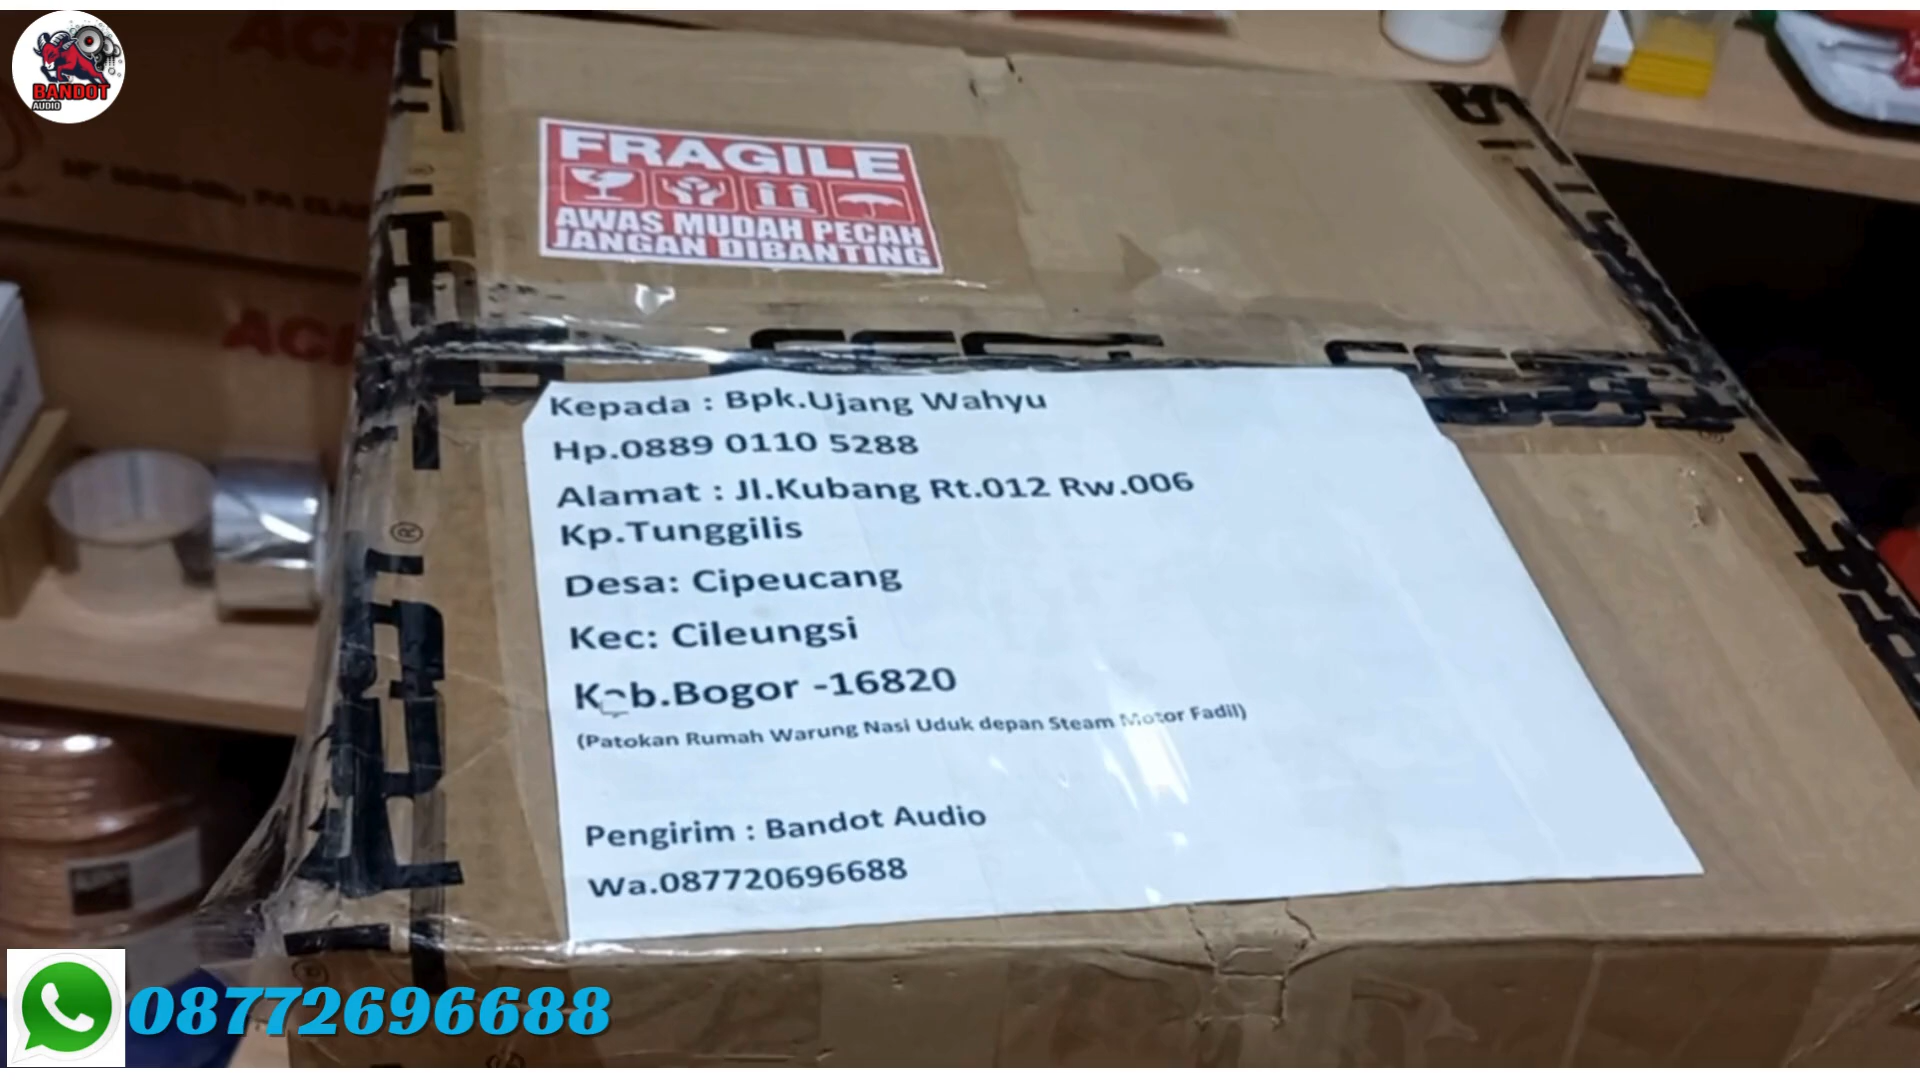 BANDOT
AUDIO
FRAGILE
AWAS MUDAH PECAH
JANGAN DIBANTING
Kepada : Bpk.Ujang Wahyu
Hp.0889 0110 5288
Alamat : Jl.Kubang Rt.012 Rw.006
Kp.Tunggilis
Desa: Cipeucang
Kec: Cileungsi
Kab.Bogor -16820
(Patokan Rumah Warung Nasi Uduk depan Steam Motor Fadil)
Pengirim : Bandot Audio
Wa.087720696688
08772696688